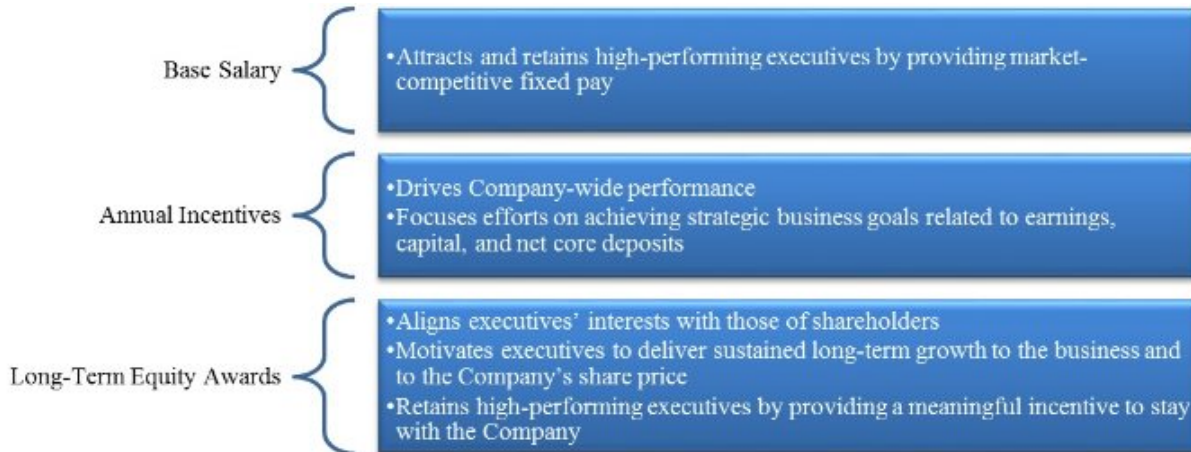 Base Salary
•Attracts and retains high-performing executives by providing market-
competitive fixed pay
Annual Incentives
•Drives Company-wide performance
•Focuses efforts on achieving strategic business goals related to earnings,
capital, and net core deposits
Long-Term Equity Awards
•Aligns executives’ interests with those of shareholders
•Motivates executives to deliver sustained long-term growth to the business and
to the Company’s share price
•Retains high-performing executives by providing a meaningful incentive to stay
with the Company